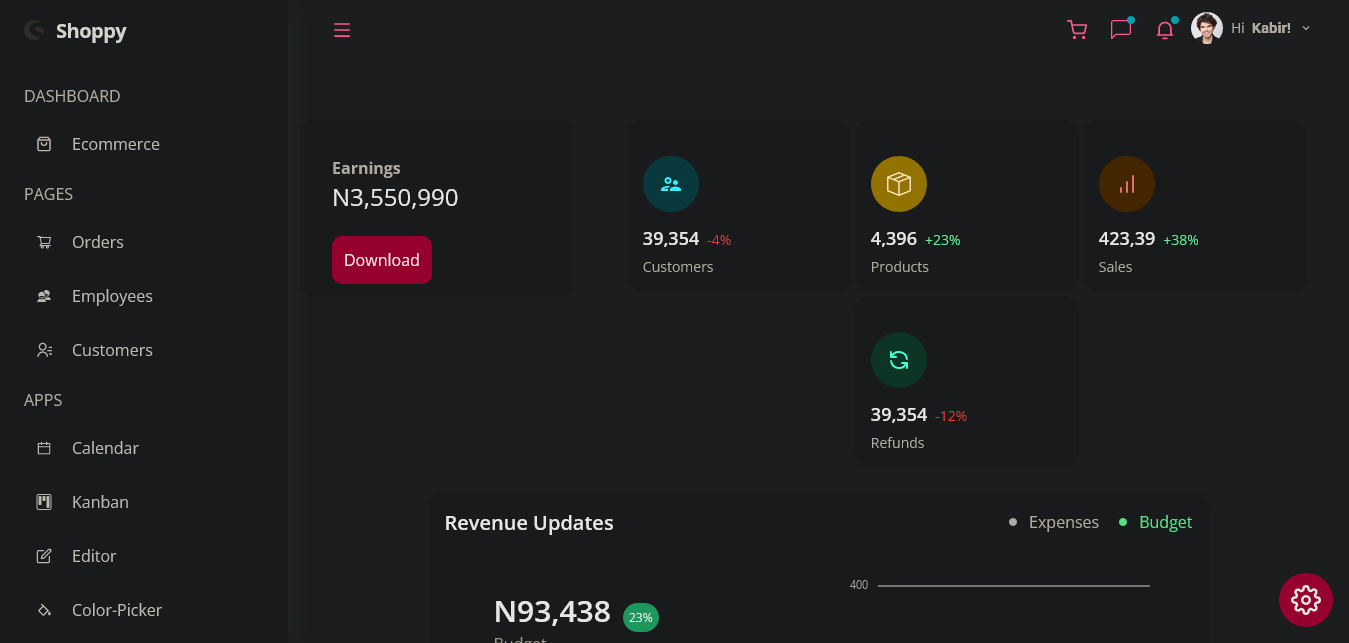 Shoppy
Hi Kabir!
DASHBOARD
Ecommerce
PAGES
Orders
Employees
Customers
APPS
Calendar
Kanban
Editor
Color-Picker
Earnings
N3,550,990
Download
39,354 -4%
Customers
4,396 +23%
Products
423,39 +38%
Sales
39,354 -12%
Refunds
Revenue Updates
Expenses
Budget
400
N93,438 23%
Budget